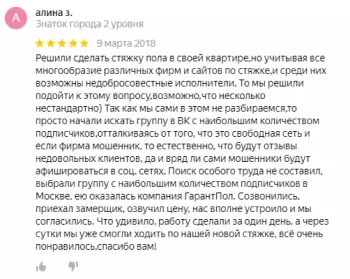 А
алина з.
Знаток города 2 уровня
9 марта 2018
Решили сделать стяжку пола в своей квартире,но учитывая все
многообразие различных фирм и сайтов по стяжке,и среди них
возможны недобросовестные исполнители. То мы решили
подойти к этому вопросу,возможно,что несколько
нестандартно) Так как мы сами в этом не разбираемся,то
просто начали искать группу в ВК с наибольшим количеством
подписчиков,отталкиваясь от того, что это свободная сеть и
если фирма мошенник, то естественно, что будут отзывы
недовольных клиентов, да и вряд ли сами мошенники будут
афишироваться в соц. сетях. Поиск особого труда не составил,
выбрали группу с наибольшим количеством подписчиков в
Москве, ею оказалась компания ГарантПол. Созвонились,
приехал замерщик, озвучил цену, нас вполне устроило и мы
согласились. Что удивило, работу сделали за один день, а через
сутки мы уже смогли ходить по нашей новой стяжке, всё очень
понравилось,спасибо вам!